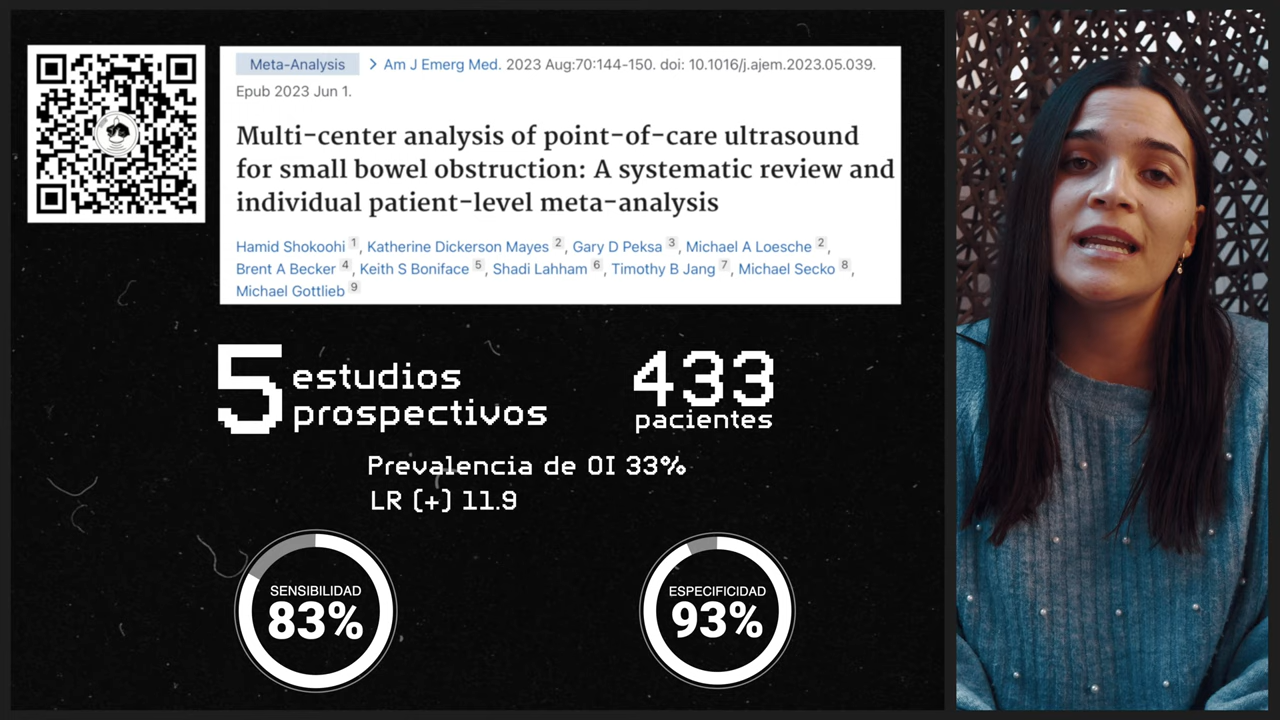 Meta-Analysis > Am J Emerg Med. 2023 Aug:70:144-150. doi: 10.1016/j.ajem.2023.05.039.
Epub 2023 Jun 1.
Multi-center analysis of point-of-care ultrasound
for small bowel obstruction: A systematic review and
individual patient-level meta-analysis
Hamid Shokoohi 1, Katherine Dickerson Mayes 2, Gary D Peksa 3, Michael A Loesche 2,
Brent A Becker 4, Keith S Boniface 5, Shadi Lahham 6, Timothy B Jang 7, Michael Secko 8,
Michael Gottlieb 9
5 estudios
prospectivos
433
pacientes
Prevalencia de OI 33%
LR (+) 11.9
SENSIBILIDAD
83%
ESPECIFICIDAD
93%